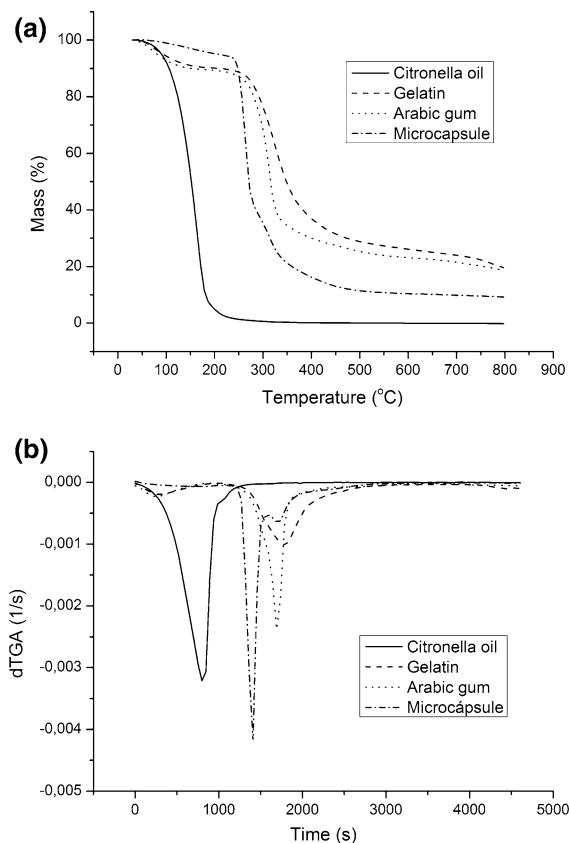 (a)
100
80
60
40
20
0
Mass (%)
Citronella oil
Gelatin
Arabic gum
Microcapsule
0 100 200 300 400 500 600 700 800 900
Temperature (°C)
(b)
0,000
-0,001
-0,002
-0,003
-0,004
-0,005
dTGA (1/s)
Citronella oil
Gelatin
Arabic gum
Microcápsule
0 1000 2000 3000 4000 5000
Time (s)